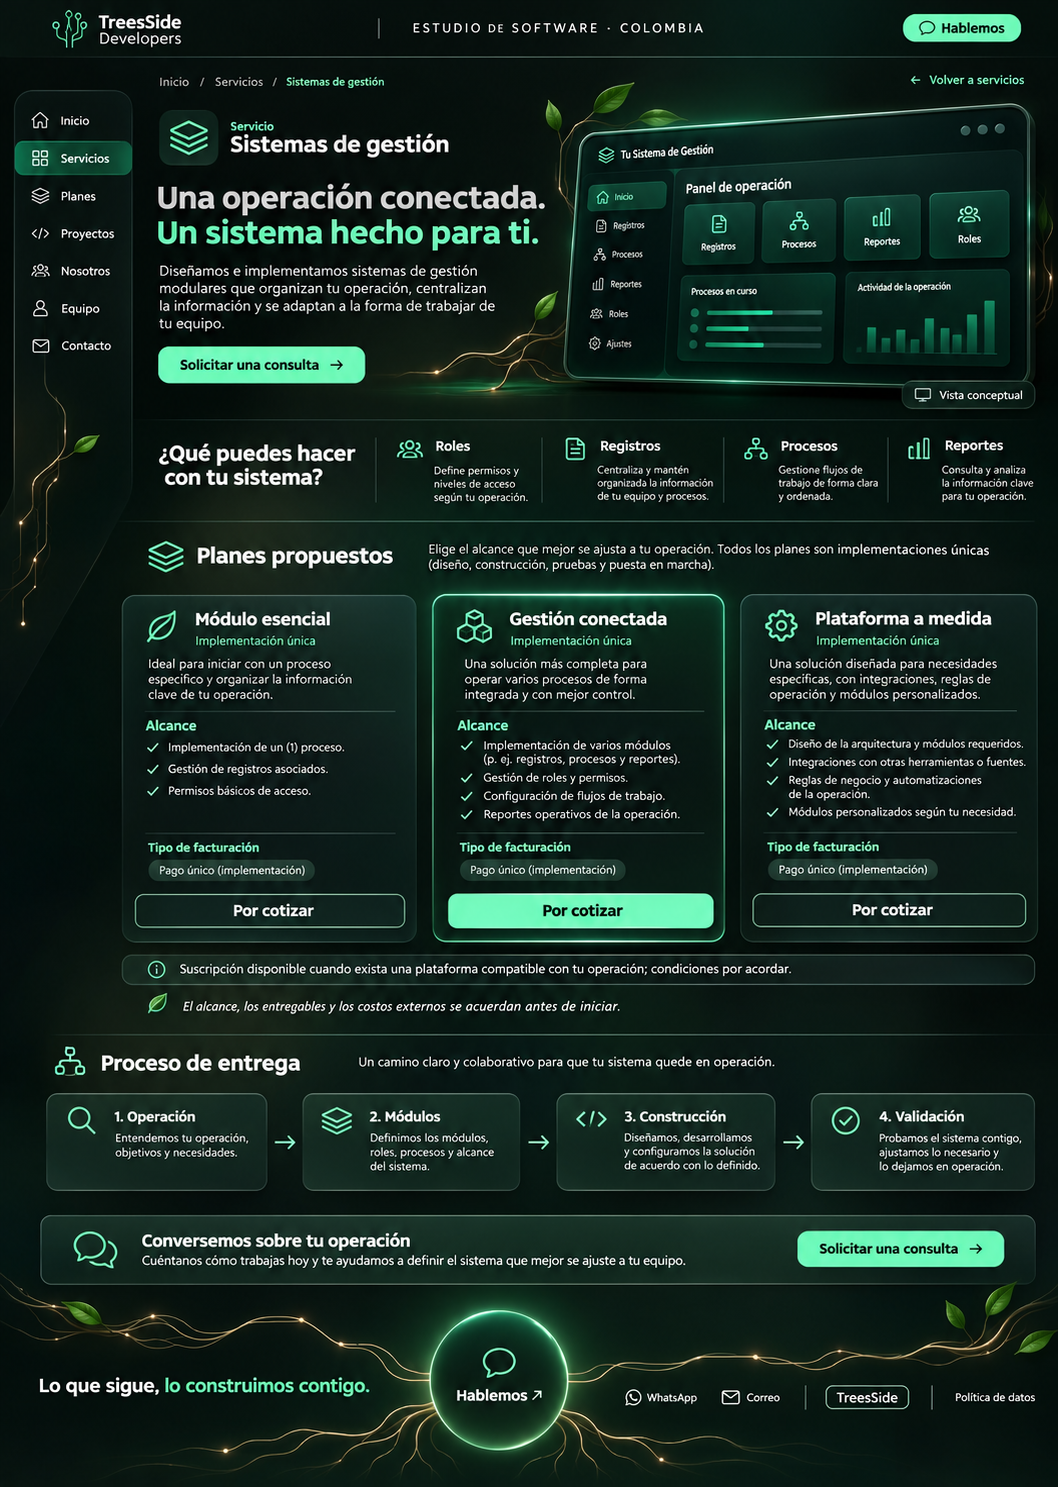 TreesSide
Developers
ESTUDIO DE SOFTWARE · COLOMBIA
Hablemos
Inicio / Servicios / Sistemas de gestión
← Volver a servicios
Inicio
Servicios
Planes
Proyectos
Nosotros
Equipo
Contacto
Servicio
Sistemas de gestión
Una operación conectada.
Un sistema hecho para ti.
Diseñamos e implementamos sistemas de gestión
modulares que organizan tu operación, centralizan
la información y se adaptan a la forma de trabajar de
tu equipo.
Solicitar una consulta →
Tu Sistema de Gestión
Inicio
Registros
Procesos
Reportes
Roles
Ajustes
Panel de operación
Registros
Procesos
Reportes
Roles
Procesos en curso
Actividad de la operación
Vista conceptual
¿Qué puedes hacer
con tu sistema?
Roles
Define permisos y
niveles de acceso
según tu operación.
Registros
Centraliza y mantén
organizada la información
de tu equipo y procesos.
Procesos
Gestione flujos de
trabajo de forma clara
y ordenada.
Reportes
Consulta y analiza
la información clave
para tu operación.
Planes propuestos
Elige el alcance que mejor se ajusta a tu operación. Todos los planes son implementaciones únicas
(diseño, construcción, pruebas y puesta en marcha).
Módulo esencial
Implementación única
Ideal para iniciar con un proceso
específico y organizar la información
clave de tu operación.
Alcance
Implementación de un (1) proceso.
Gestión de registros asociados.
Permisos básicos de acceso.
Tipo de facturación
Pago único (implementación)
Por cotizar
Gestión conectada
Implementación única
Una solución más completa para
operar varios procesos de forma
integrada y con mejor control.
Alcance
Implementación de varios módulos
(p. ej. registros, procesos y reportes).
Gestión de roles y permisos.
Configuración de flujos de trabajo.
Reportes operativos de la operación.
Tipo de facturación
Pago único (implementación)
Por cotizar
Plataforma a medida
Implementación única
Una solución diseñada para necesidades
específicas, con integraciones, reglas de
operación y módulos personalizados.
Alcance
Diseño de la arquitectura y módulos requeridos.
Integraciones con otras herramientas o fuentes.
Reglas de negocio y automatizaciones
de la operación.
Módulos personalizados según tu necesidad.
Tipo de facturación
Pago único (implementación)
Por cotizar
Suscripción disponible cuando exista una plataforma compatible con tu operación; condiciones por acordar.
El alcance, los entregables y los costos externos se acuerdan antes de iniciar.
Proceso de entrega
Un camino claro y colaborativo para que tu sistema quede en operación.
1. Operación
Entendemos tu operación,
objetivos y necesidades.
→
2. Módulos
Definimos los módulos,
roles, procesos y alcance
del sistema.
→
3. Construcción
Diseñamos, desarrollamos
y configuramos la solución
de acuerdo con lo definido.
→
4. Validación
Probamos el sistema contigo,
ajustamos lo necesario y
lo dejamos en operación.
Conversemos sobre tu operación
Cuéntanos cómo trabajas hoy y te ayudamos a definir el sistema que mejor se ajuste a tu equipo.
Solicitar una consulta →
Lo que sigue, lo construimos contigo.
Hablemos ↗
WhatsApp
Correo
TreesSide
Política de datos